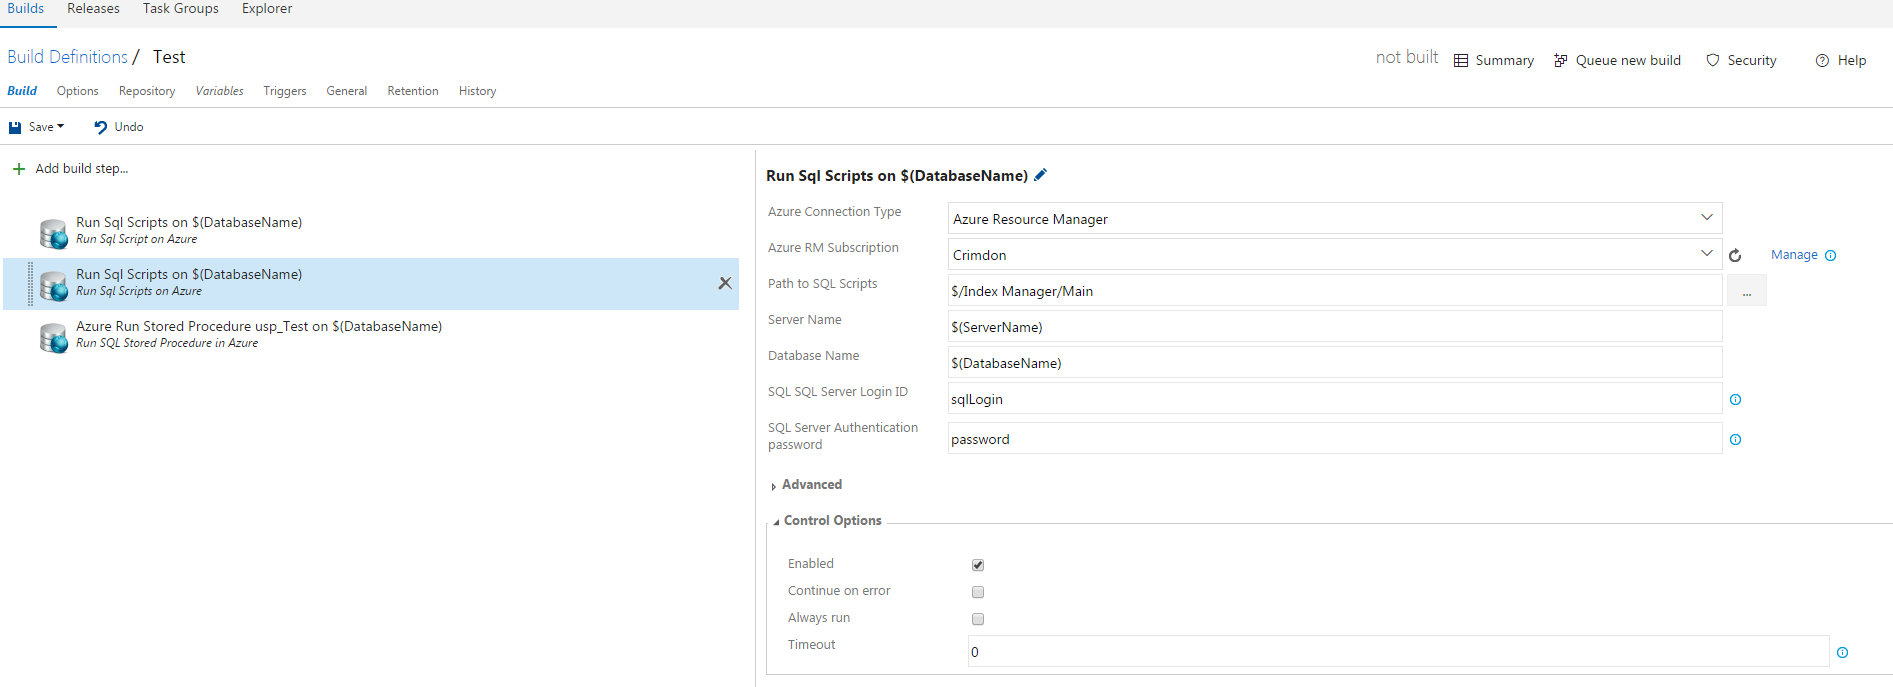 Builds Releases Task Groups Explorer
Build Definitions / Test
not built Summary Queue new build Security Help
Build Options Repository Variables Triggers General Retention History
Save Undo
Add build step...
Run Sql Scripts on $(DatabaseName)
Run Sql Script on Azure
Run Sql Scripts on $(DatabaseName)
Run Sql Scripts on Azure
Azure Run Stored Procedure usp_Test on $(DatabaseName)
Run SQL Stored Procedure in Azure
Run Sql Scripts on $(DatabaseName)
Azure Connection Type Azure Resource Manager
Azure RM Subscription Crimdon Manage
Path to SQL Scripts $/Index Manager/Main ...
Server Name $(ServerName)
Database Name $(DatabaseName)
SQL SQL Server Login ID sqlLogin
SQL Server Authentication
password password
Advanced
Control Options
Enabled
Continue on error
Always run
Timeout 0